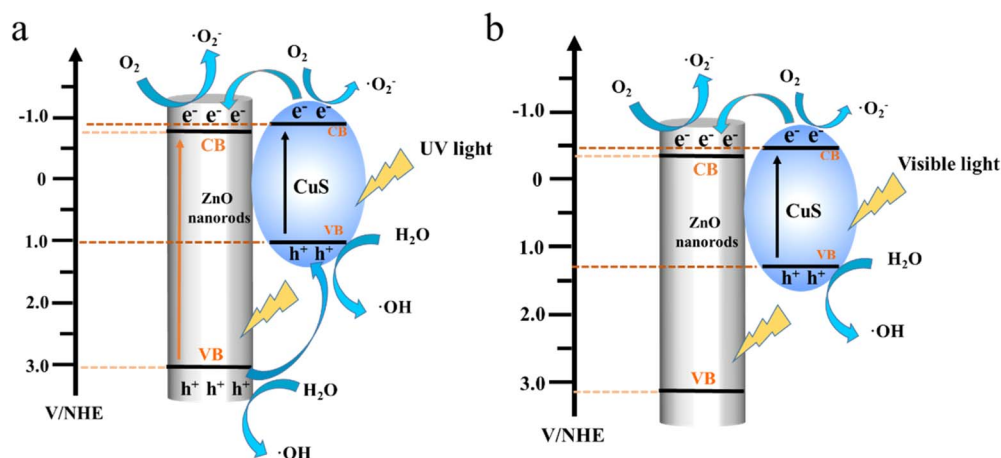 a
·O₂⁻
O₂
O₂
·O₂⁻
e⁻ e⁻ e⁻
e⁻ e⁻
CB
CB
UV light
ZnO
nanorods
CuS
VB
h⁺ h⁺
H₂O
·OH
VB
h⁺ h⁺ h⁺
H₂O
·OH
-1.0
0
1.0
2.0
3.0
V/NHE
b
·O₂⁻
O₂
O₂
·O₂⁻
e⁻ e⁻ e⁻
e⁻ e⁻
CB
CB
Visible light
ZnO
nanorods
CuS
VB
h⁺ h⁺
H₂O
·OH
VB
-1.0
0
1.0
2.0
3.0
V/NHE